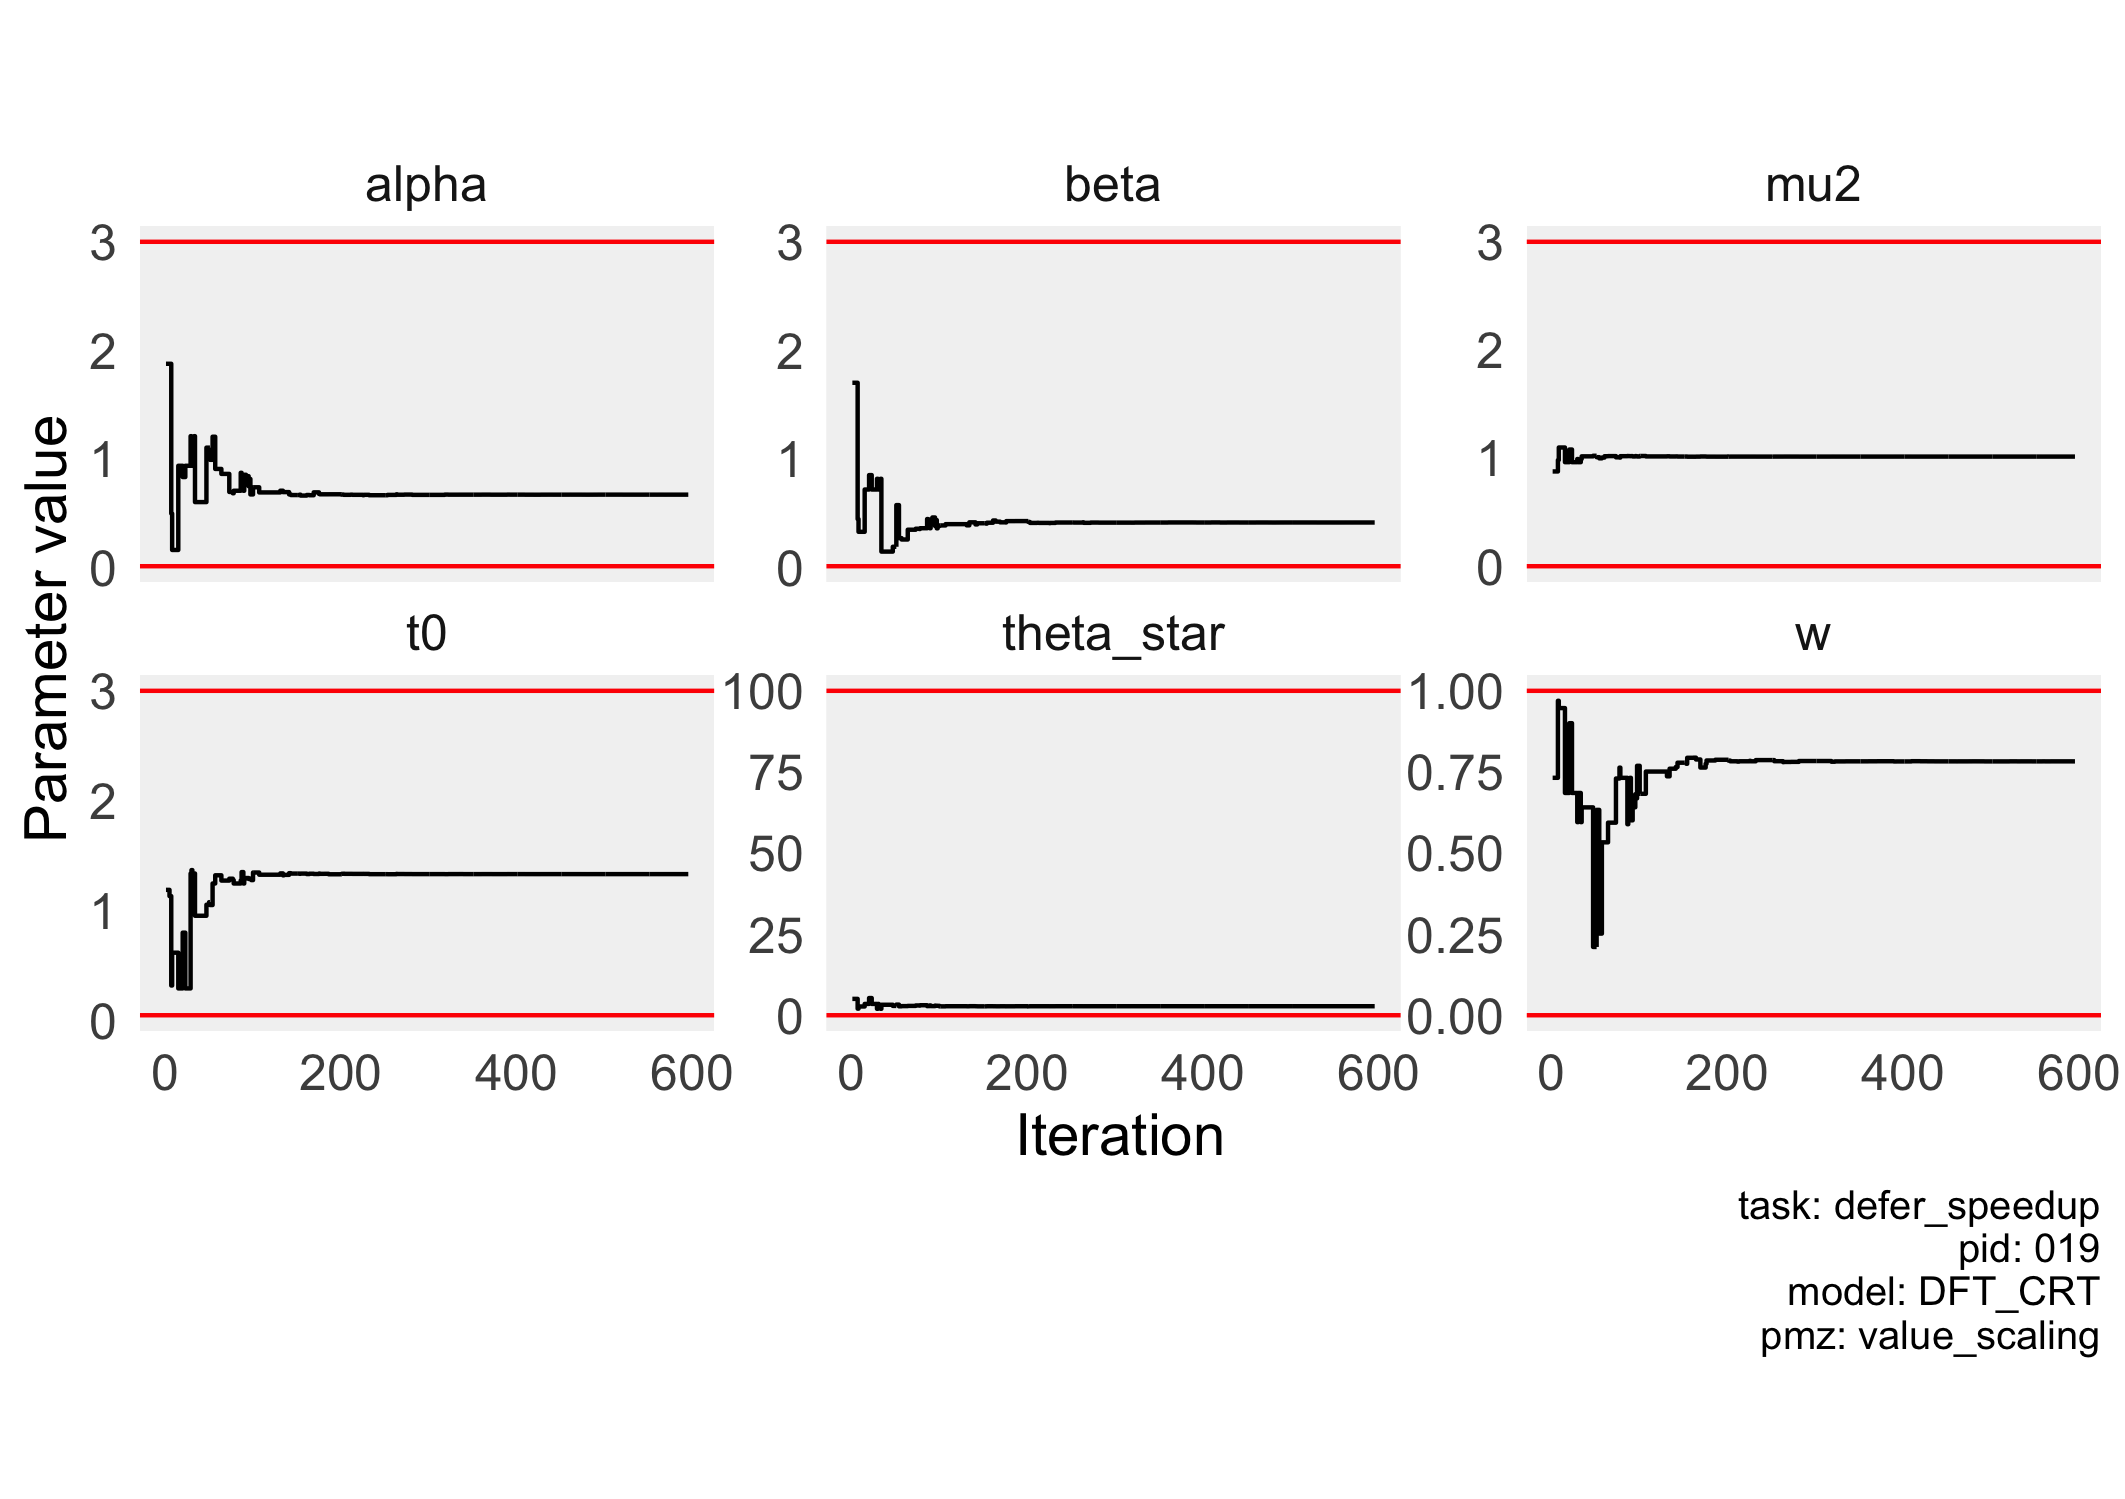 alpha
beta
mu2
3
2
1
0
3
2
1
0
3
2
1
0
t0
theta_star
w
3
2
1
0
100
75
50
25
0
1.00
0.75
0.50
0.25
0.00
0 200 400 600
0 200 400 600
0 200 400 600
Parameter value
Iteration
task: defer_speedup
pid: 019
model: DFT_CRT
pmz: value_scaling